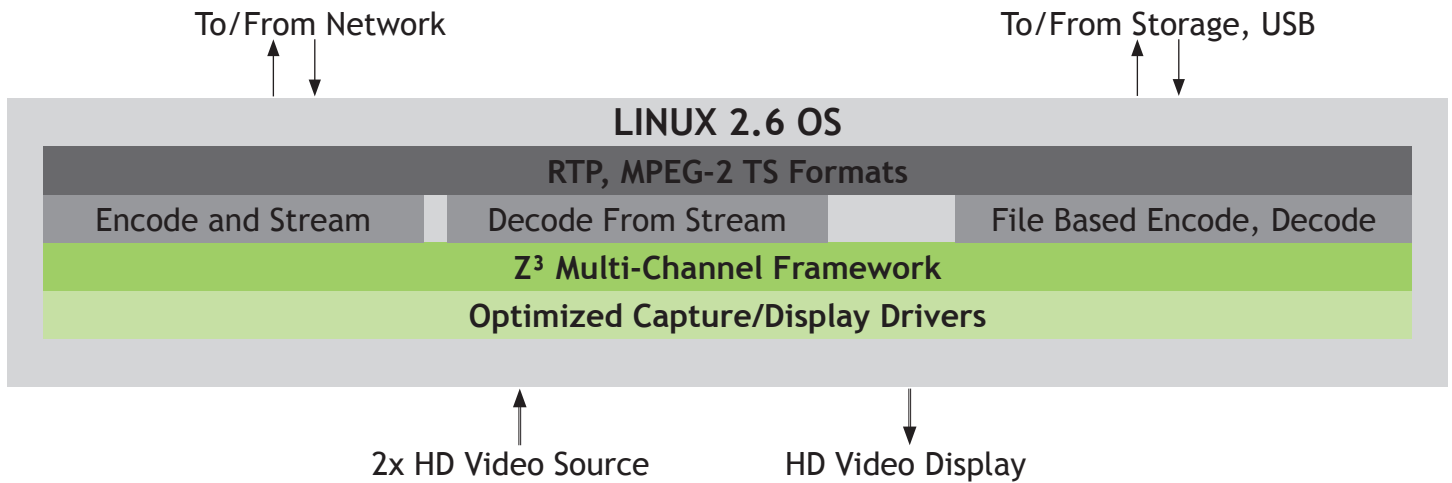 To/From Network
To/From Storage, USB
LINUX 2.6 OS
RTP, MPEG-2 TS Formats
Encode and Stream
Decode From Stream
File Based Encode, Decode
Z³ Multi-Channel Framework
Optimized Capture/Display Drivers
2x HD Video Source
HD Video Display